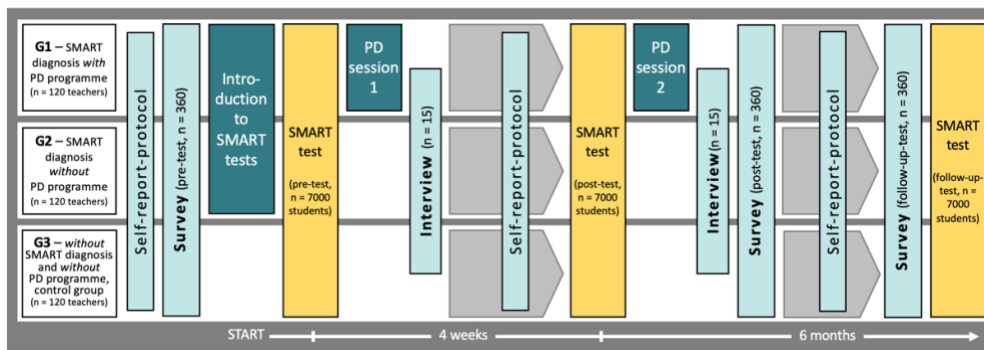 G1 – SMART
diagnosis with
PD programme
(n = 120 teachers)
G2 – SMART
diagnosis
without
PD programme
(n = 120 teachers)
G3 – without
SMART diagnosis
and without
PD programme,
control group
(n = 120 teachers)
Self-report-protocol
Survey (pre-test, n = 360)
Intro-
duction
to
SMART
tests
SMART
test
(pre-test,
n = 7000
students)
PD
session
1
Interview (n = 15)
Self-report-protocol
SMART
test
(post-test,
n = 7000
students)
PD
session
2
Interview (n = 15)
Survey (post-test, n = 360)
Self-report-protocol
Survey (follow-up-test, n = 360)
SMART
test
(follow-up-
test, n =
7000
students)
START
4 weeks
6 months